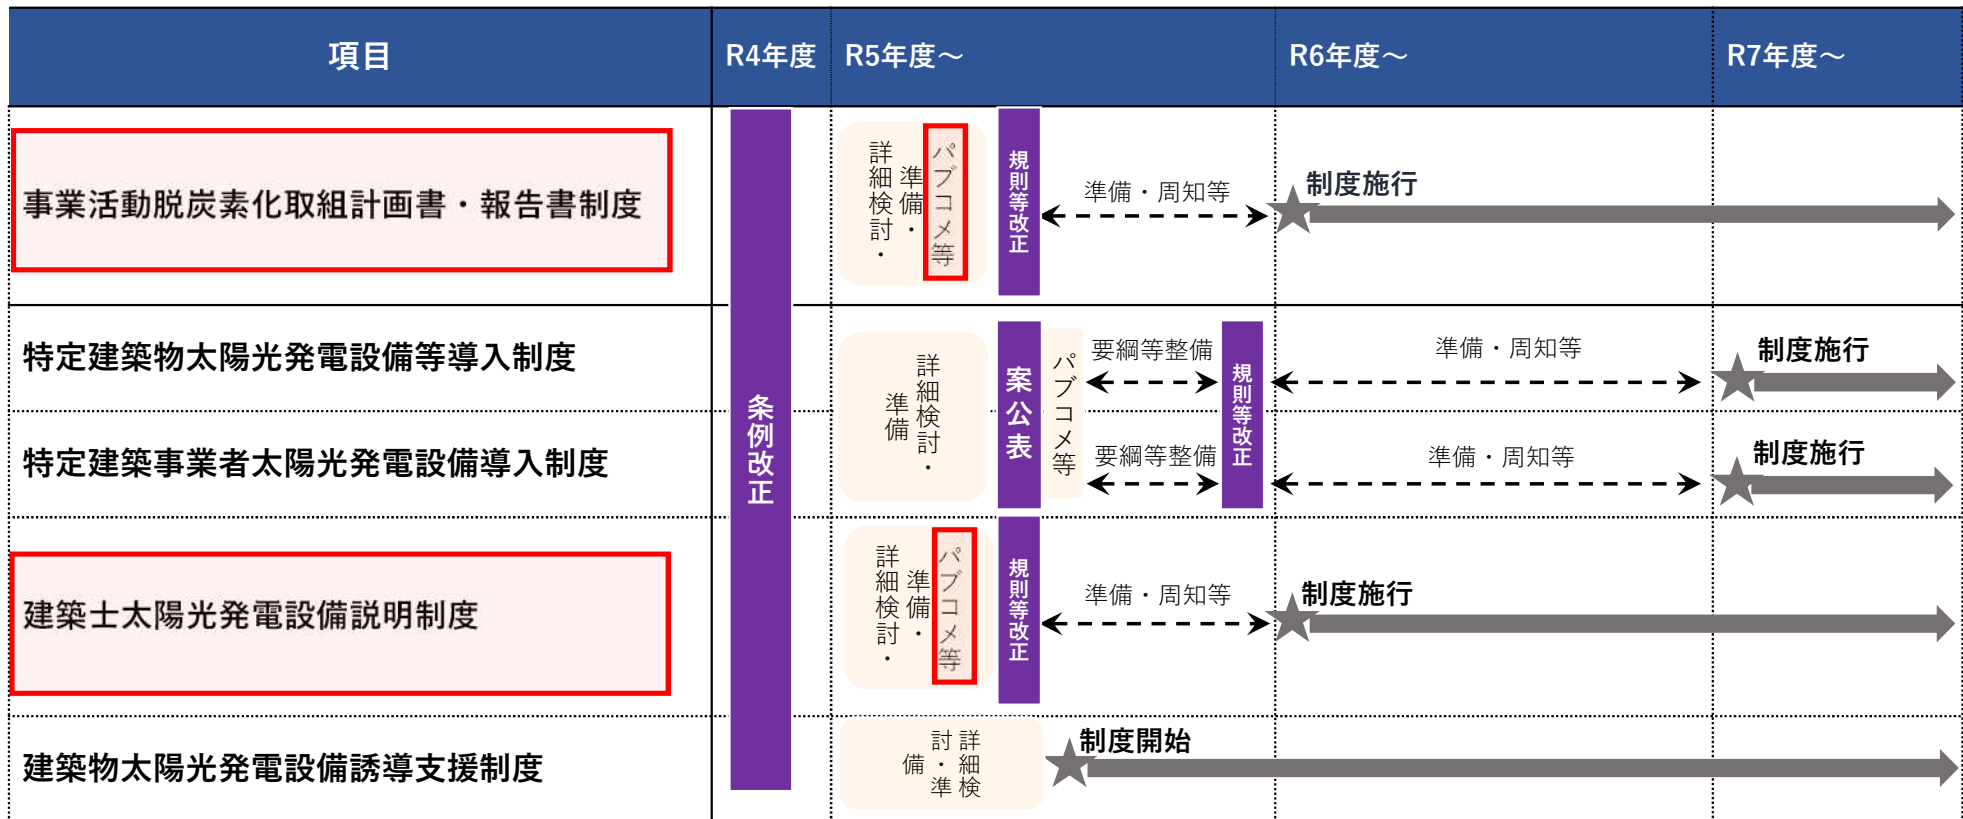 項目
R4年度
R5年度～
R6年度～
R7年度～
条例改正
事業活動脱炭素化取組計画書・報告書制度
詳細検討・
準備・
パブコメ等
規則等改正
準備・周知等
制度施行
特定建築物太陽光発電設備等導入制度
特定建築事業者太陽光発電設備導入制度
詳細検討・
準備
案公表
パブコメ等
要綱等整備
要綱等整備
規則等改正
準備・周知等
準備・周知等
制度施行
制度施行
建築士太陽光発電設備説明制度
詳細検討・
準備・
パブコメ等
規則等改正
準備・周知等
制度施行
建築物太陽光発電設備誘導支援制度
詳細検
討・準
備
制度開始